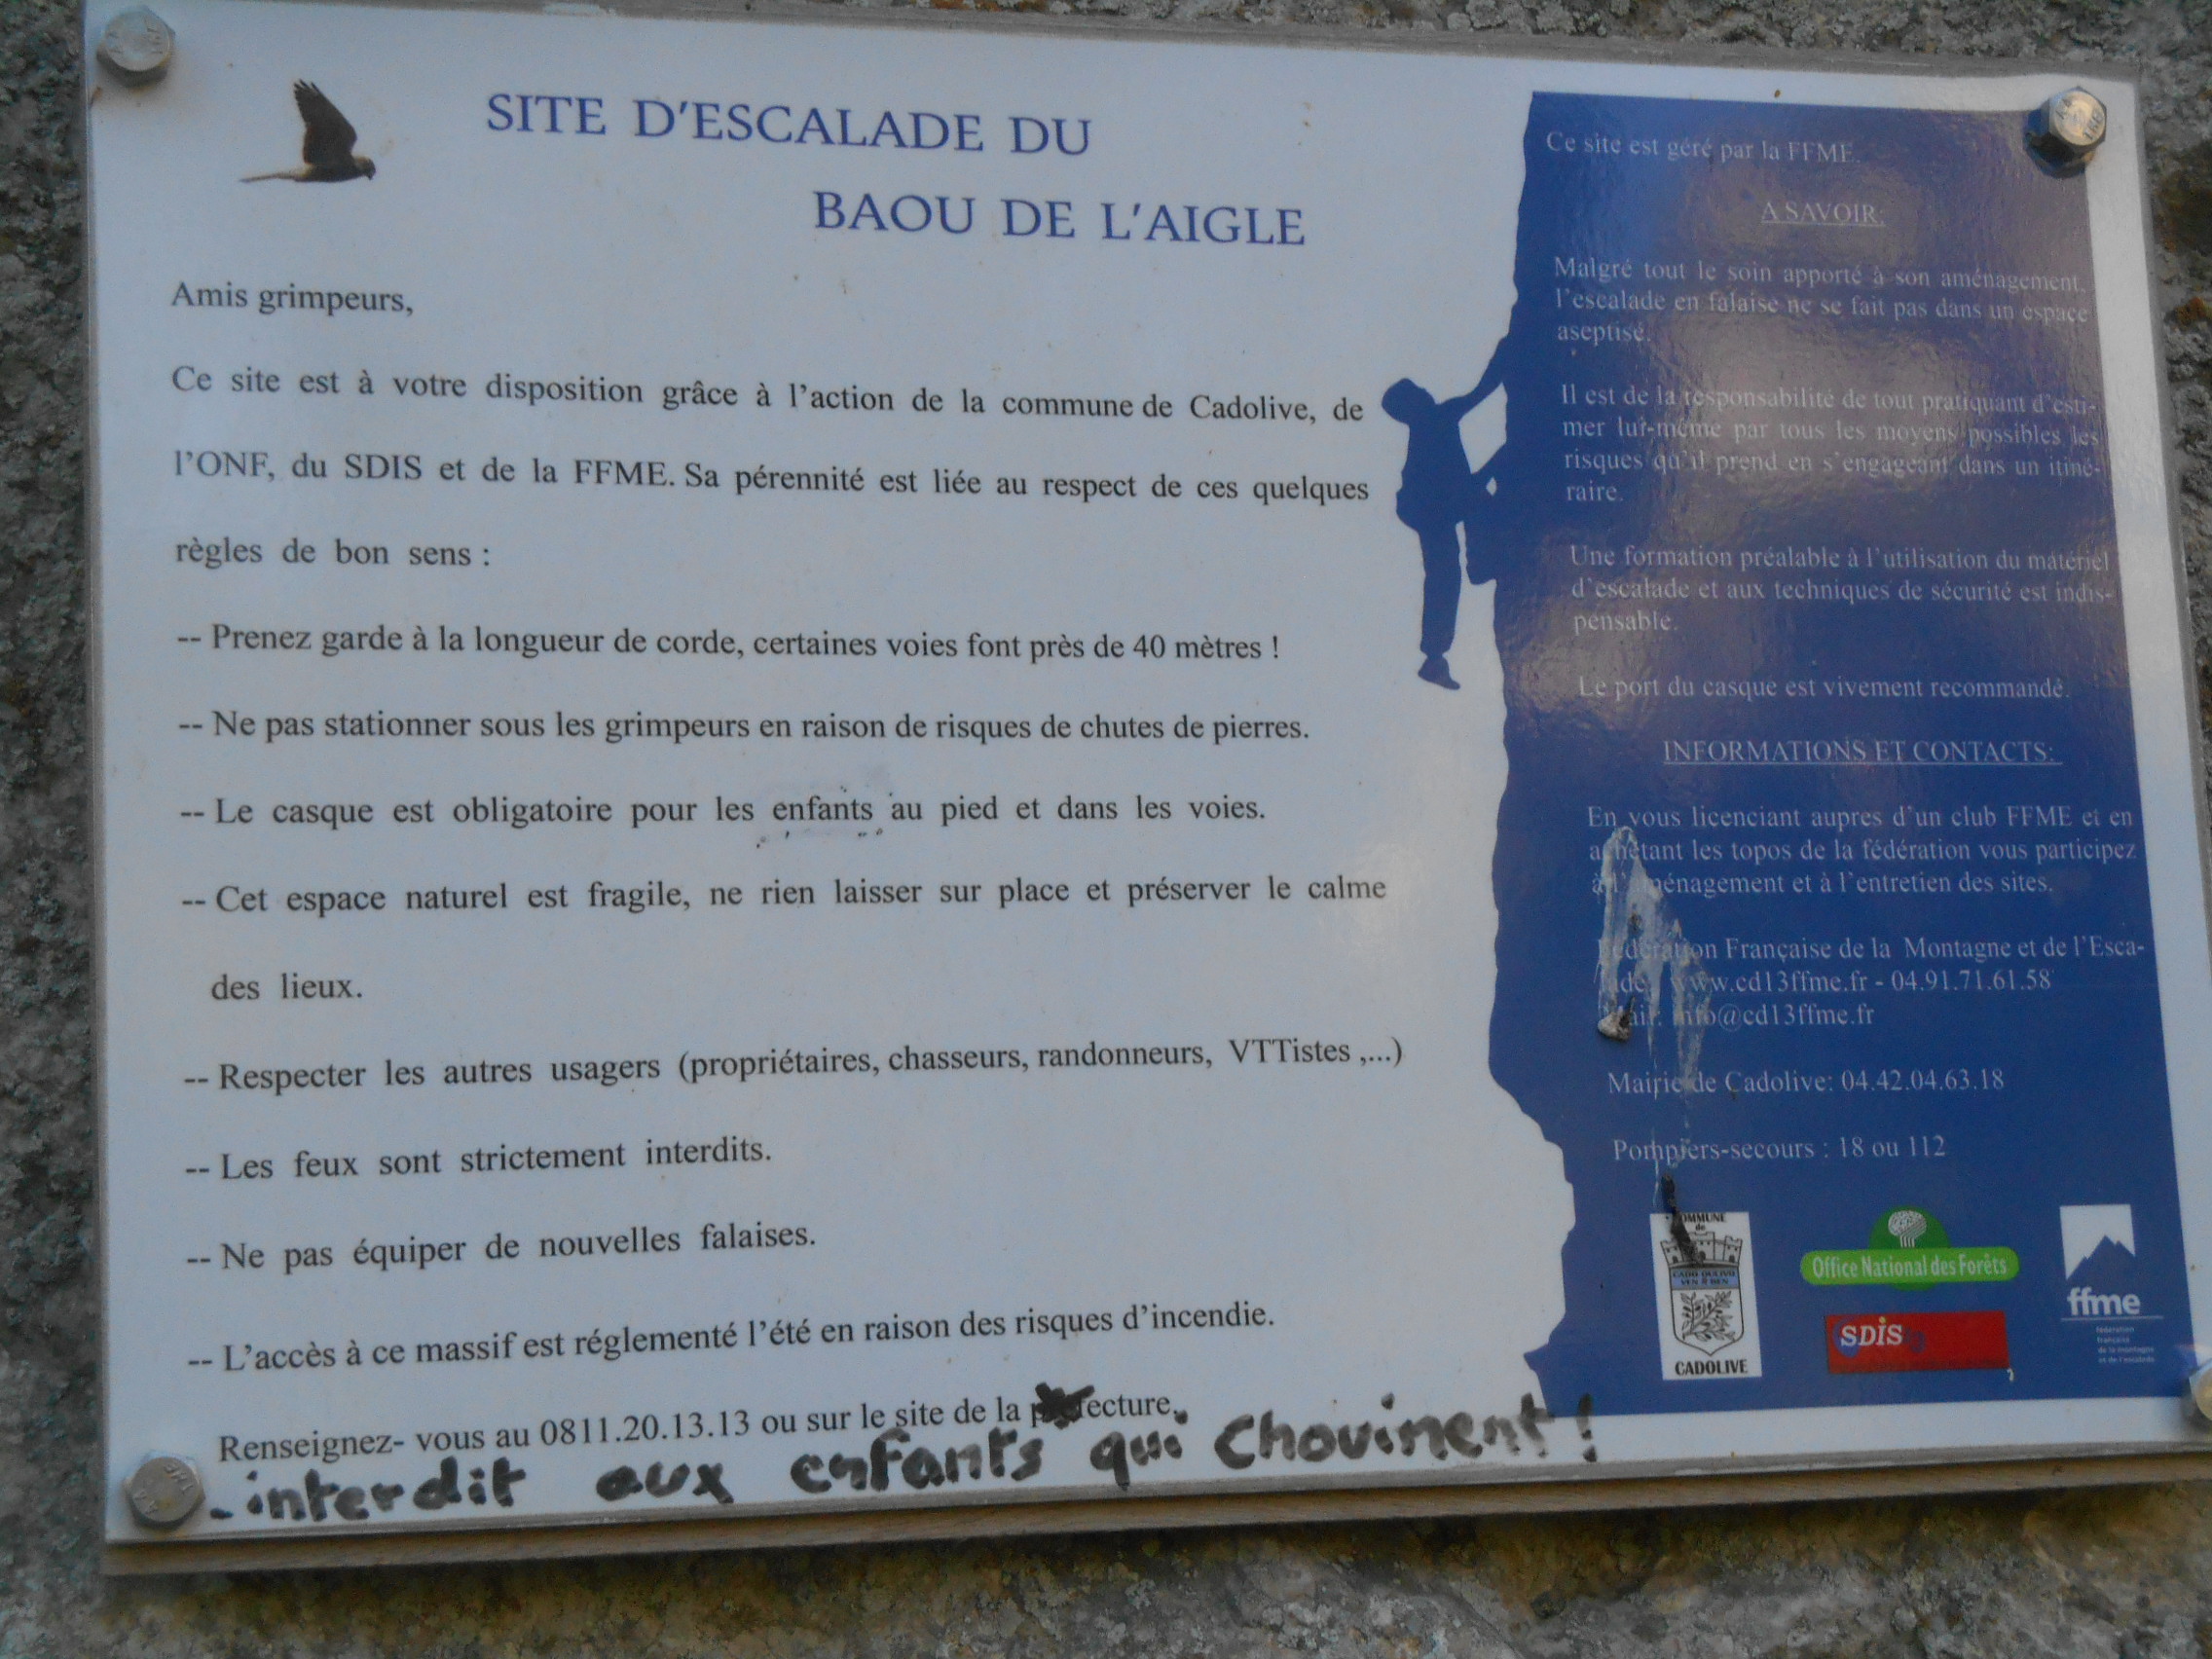 SITE D'ESCALADE DU
BAOU DE L'AIGLE
Amis grimpeurs,
Ce site est à votre disposition grâce à l'action de la commune de Cadolive, de
l'ONF, du SDIS et de la FFME. Sa pérennité est liée au respect de ces quelques
règles de bon sens :
-- Prenez garde à la longueur de corde, certaines voies font près de 40 mètres !
-- Ne pas stationner sous les grimpeurs en raison de risques de chutes de pierres.
-- Le casque est obligatoire pour les enfants au pied et dans les voies.
-- Cet espace naturel est fragile, ne rien laisser sur place et préserver le calme
des lieux.
-- Respecter les autres usagers (propriétaires, chasseurs, randonneurs, VTTistes ,...)
-- Les feux sont strictement interdits.
-- Ne pas équiper de nouvelles falaises.
-- L'accès à ce massif est réglementé l'été en raison des risques d'incendie.
Renseignez- vous au 0811.20.13.13 ou sur le site de la préfecture.
- interdit aux enfants qui chouinent !
Ce site est géré par la FFME.
A SAVOIR:
Malgré tout le soin apporté à son aménagement,
l'escalade en falaise ne se fait pas dans un espace
aseptisé.
Il est de la responsabilité de tout pratiquant d'esti-
mer lui-même par tous les moyens possibles les
risques qu'il prend en s'engageant dans un itiné-
raire.
Une formation préalable à l'utilisation du matériel
d'escalade et aux techniques de sécurité est indis-
pensable.
Le port du casque est vivement recommandé.
INFORMATIONS ET CONTACTS:
En vous licenciant aupres d'un club FFME et en
achetant les topos de la fédération vous participez
à l'aménagement et à l'entretien des sites.
Fédération Française de la Montagne et de l'Esca-
lade: www.cd13ffme.fr - 04.91.71.61.58
Mail: info@cd13ffme.fr
Mairie de Cadolive: 04.42.04.63.18
Pompiers-secours : 18 ou 112
COMMUNE
de
CADOLIVE
Office National des Forêts
SDIS
ffme
fédération
française
de la montagne
et de l'escalade